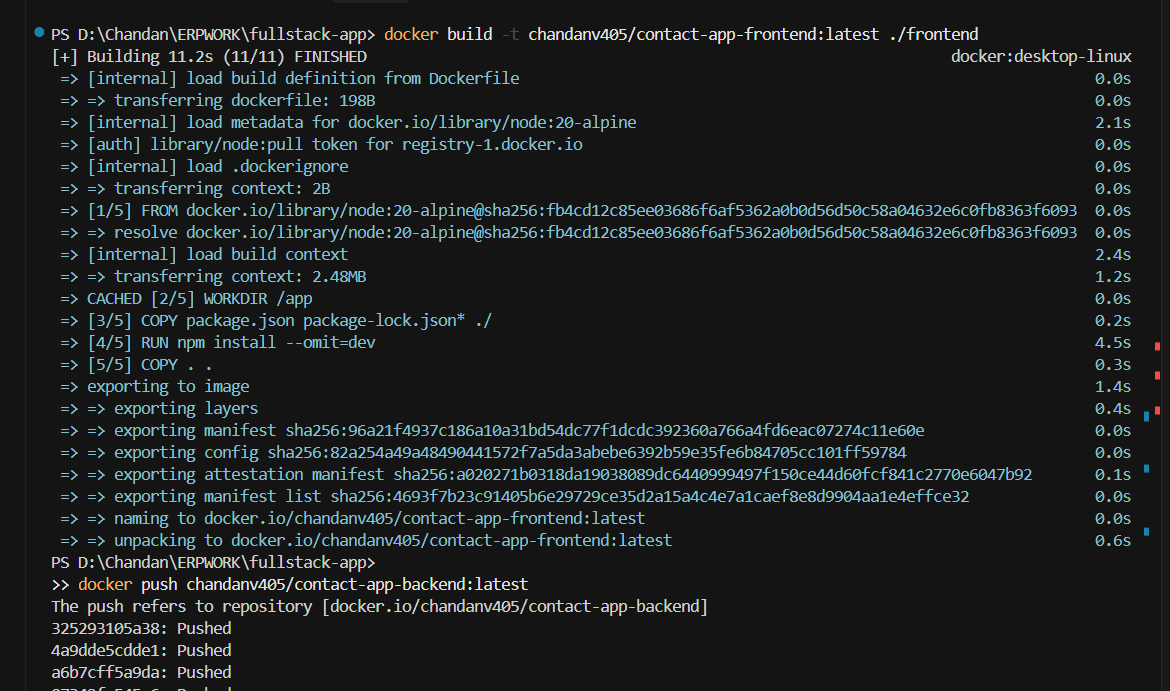 PS D:\Chandan\ERPWORK\fullstack-app> docker build -t chandanv405/contact-app-frontend:latest ./frontend
[+] Building 11.2s (11/11) FINISHED docker:desktop-linux
=> [internal] load build definition from Dockerfile 0.0s
=> => transferring dockerfile: 198B 0.0s
=> [internal] load metadata for docker.io/library/node:20-alpine 2.1s
=> [auth] library/node:pull token for registry-1.docker.io 0.0s
=> [internal] load .dockerignore 0.0s
=> => transferring context: 2B 0.0s
=> [1/5] FROM docker.io/library/node:20-alpine@sha256:fb4cd12c85ee03686f6af5362a0b0d56d50c58a04632e6c0fb8363f6093 0.0s
=> => resolve docker.io/library/node:20-alpine@sha256:fb4cd12c85ee03686f6af5362a0b0d56d50c58a04632e6c0fb8363f6093 0.0s
=> [internal] load build context 2.4s
=> => transferring context: 2.48MB 1.2s
=> CACHED [2/5] WORKDIR /app 0.0s
=> [3/5] COPY package.json package-lock.json* ./ 0.2s
=> [4/5] RUN npm install --omit=dev 4.5s
=> [5/5] COPY . . 0.3s
=> exporting to image 1.4s
=> => exporting layers 0.4s
=> => exporting manifest sha256:96a21f4937c186a10a31bd54dc77f1dcdc392360a766a4fd6eac07274c11e60e 0.0s
=> => exporting config sha256:82a254a49a48490441572f7a5da3abebe6392b59e35fe6b84705cc101ff59784 0.0s
=> => exporting attestation manifest sha256:a020271b0318da19038089dc6440999497f150ce44d60fcf841c2770e6047b92 0.1s
=> => exporting manifest list sha256:4693f7b23c91405b6e29729ce35d2a15a4c4e7a1caef8e8d9904aa1e4effce32 0.0s
=> => naming to docker.io/chandanv405/contact-app-frontend:latest 0.0s
=> => unpacking to docker.io/chandanv405/contact-app-frontend:latest 0.6s
PS D:\Chandan\ERPWORK\fullstack-app>
>> docker push chandanv405/contact-app-backend:latest
The push refers to repository [docker.io/chandanv405/contact-app-backend]
325293105a38: Pushed
4a9dde5cdde1: Pushed
a6b7cff5a9da: Pushed